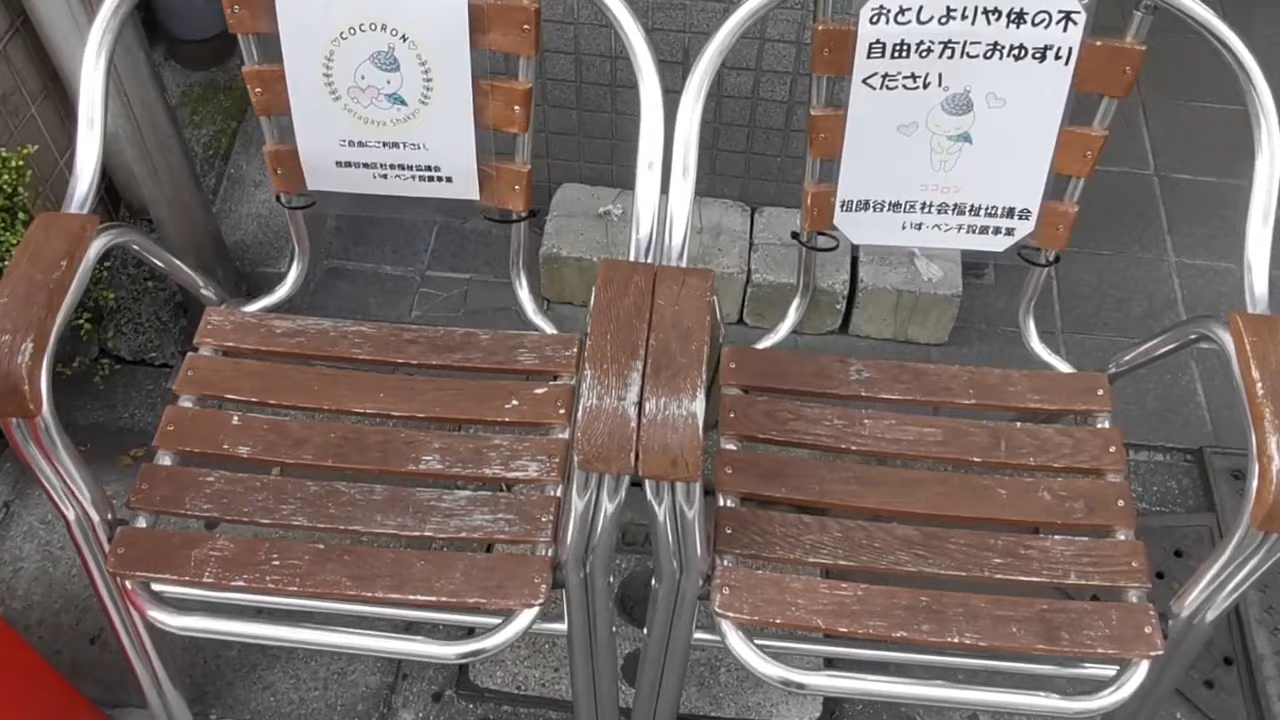 COCORON
Setagaya Shakyo
ご自由にご利用下さい。
祖師谷地区社会福祉協議会
いす・ベンチ設置事業
おとしよりや体の不
自由な方におゆずり
ください。
ココロン
祖師谷地区社会福祉協議会
いす・ベンチ設置事業